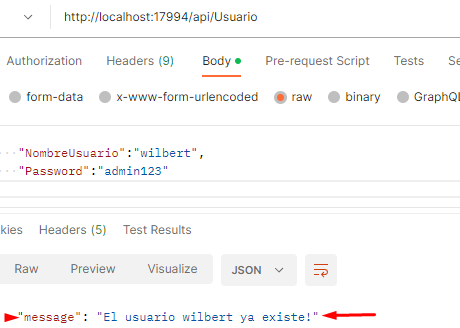 http://localhost:17994/api/Usuario
Authorization Headers (9) Body Pre-request Script Tests Se
form-data x-www-form-urlencoded raw binary GraphQL
"NombreUsuario":"wilbert",
"Password":"admin123"
kies Headers (5) Test Results
Raw Preview Visualize JSON
"message": "El usuario wilbert ya existe!"